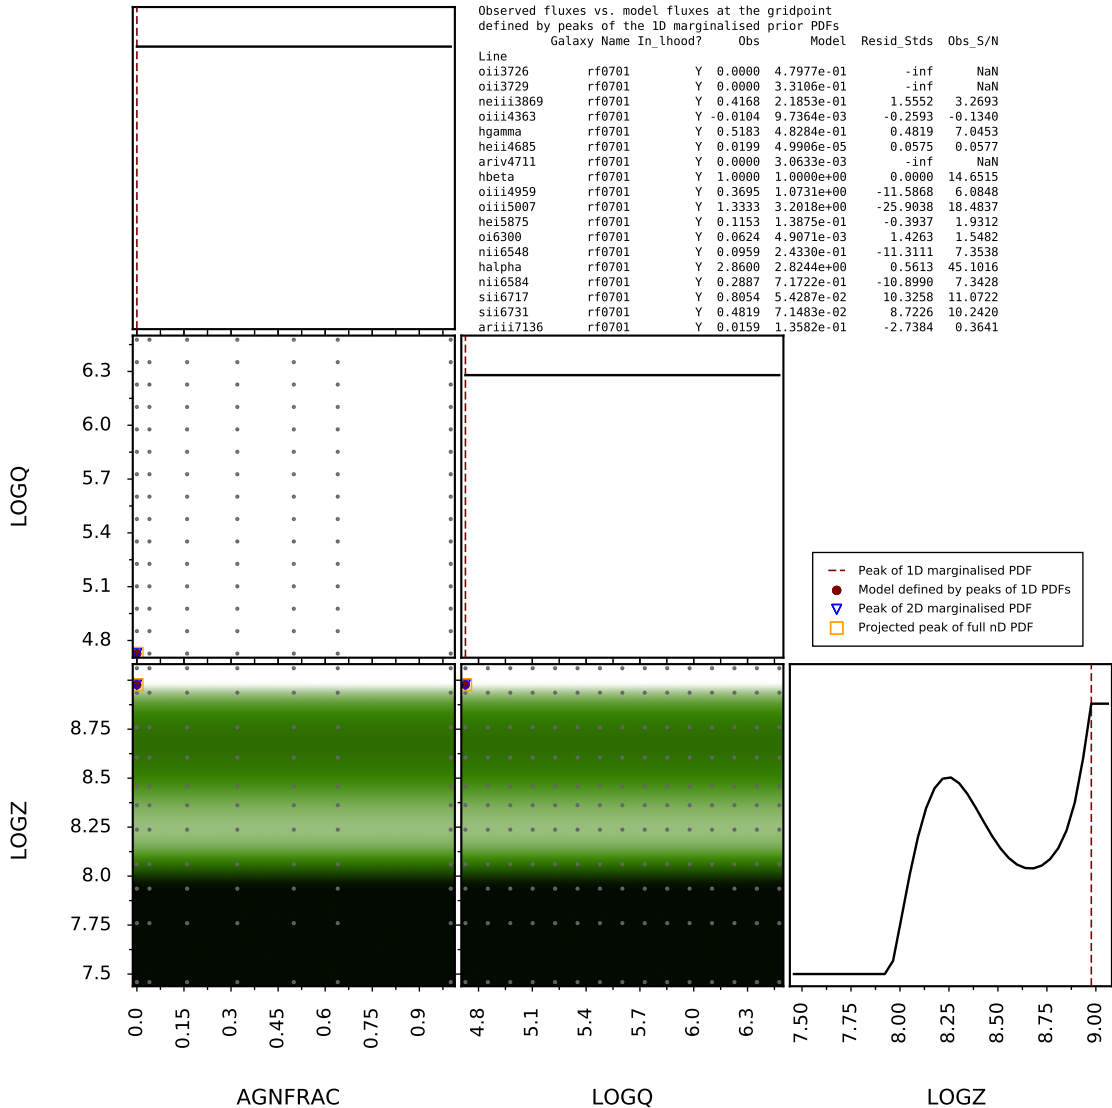 Observed fluxes vs. model fluxes at the gridpoint
defined by peaks of the 1D marginalised prior PDFs
Galaxy Name In_lhood? Obs Model Resid_Stds Obs_S/N
Line
oii3726 rf0701 Y 0.0000 4.7977e-01 -inf NaN
oii3729 rf0701 Y 0.0000 3.3106e-01 -inf NaN
neiii3869 rf0701 Y 0.4168 2.1853e-01 1.5552 3.2693
oiii4363 rf0701 Y -0.0104 9.7364e-03 -0.2593 -0.1340
hgamma rf0701 Y 0.5183 4.8284e-01 0.4819 7.0453
heii4685 rf0701 Y 0.0199 4.9906e-05 0.0575 0.0577
ariv4711 rf0701 Y 0.0000 3.0633e-03 -inf NaN
hbeta rf0701 Y 1.0000 1.0000e+00 0.0000 14.6515
oiii4959 rf0701 Y 0.3695 1.0731e+00 -11.5868 6.0848
oiii5007 rf0701 Y 1.3333 3.2018e+00 -25.9038 18.4837
hei5875 rf0701 Y 0.1153 1.3875e-01 -0.3937 1.9312
oi6300 rf0701 Y 0.0624 4.9071e-03 1.4263 1.5482
nii6548 rf0701 Y 0.0959 2.4330e-01 -11.3111 7.3538
halpha rf0701 Y 2.8600 2.8244e+00 0.5613 45.1016
nii6584 rf0701 Y 0.2887 7.1722e-01 -10.8990 7.3428
sii6717 rf0701 Y 0.8054 5.4287e-02 10.3258 11.0722
sii6731 rf0701 Y 0.4819 7.1483e-02 8.7226 10.2420
ariii7136 rf0701 Y 0.0159 1.3582e-01 -2.7384 0.3641
LOGQ
6.3
6.0
5.7
5.4
5.1
4.8
Peak of 1D marginalised PDF
Model defined by peaks of 1D PDFs
Peak of 2D marginalised PDF
Projected peak of full nD PDF
LOGZ
8.75
8.5
8.25
8.0
7.75
7.5
0.0 0.15 0.3 0.45 0.6 0.75 0.9
4.8 5.1 5.4 5.7 6.0 6.3
7.50 7.75 8.00 8.25 8.50 8.75 9.00
AGNFRAC LOGQ LOGZ